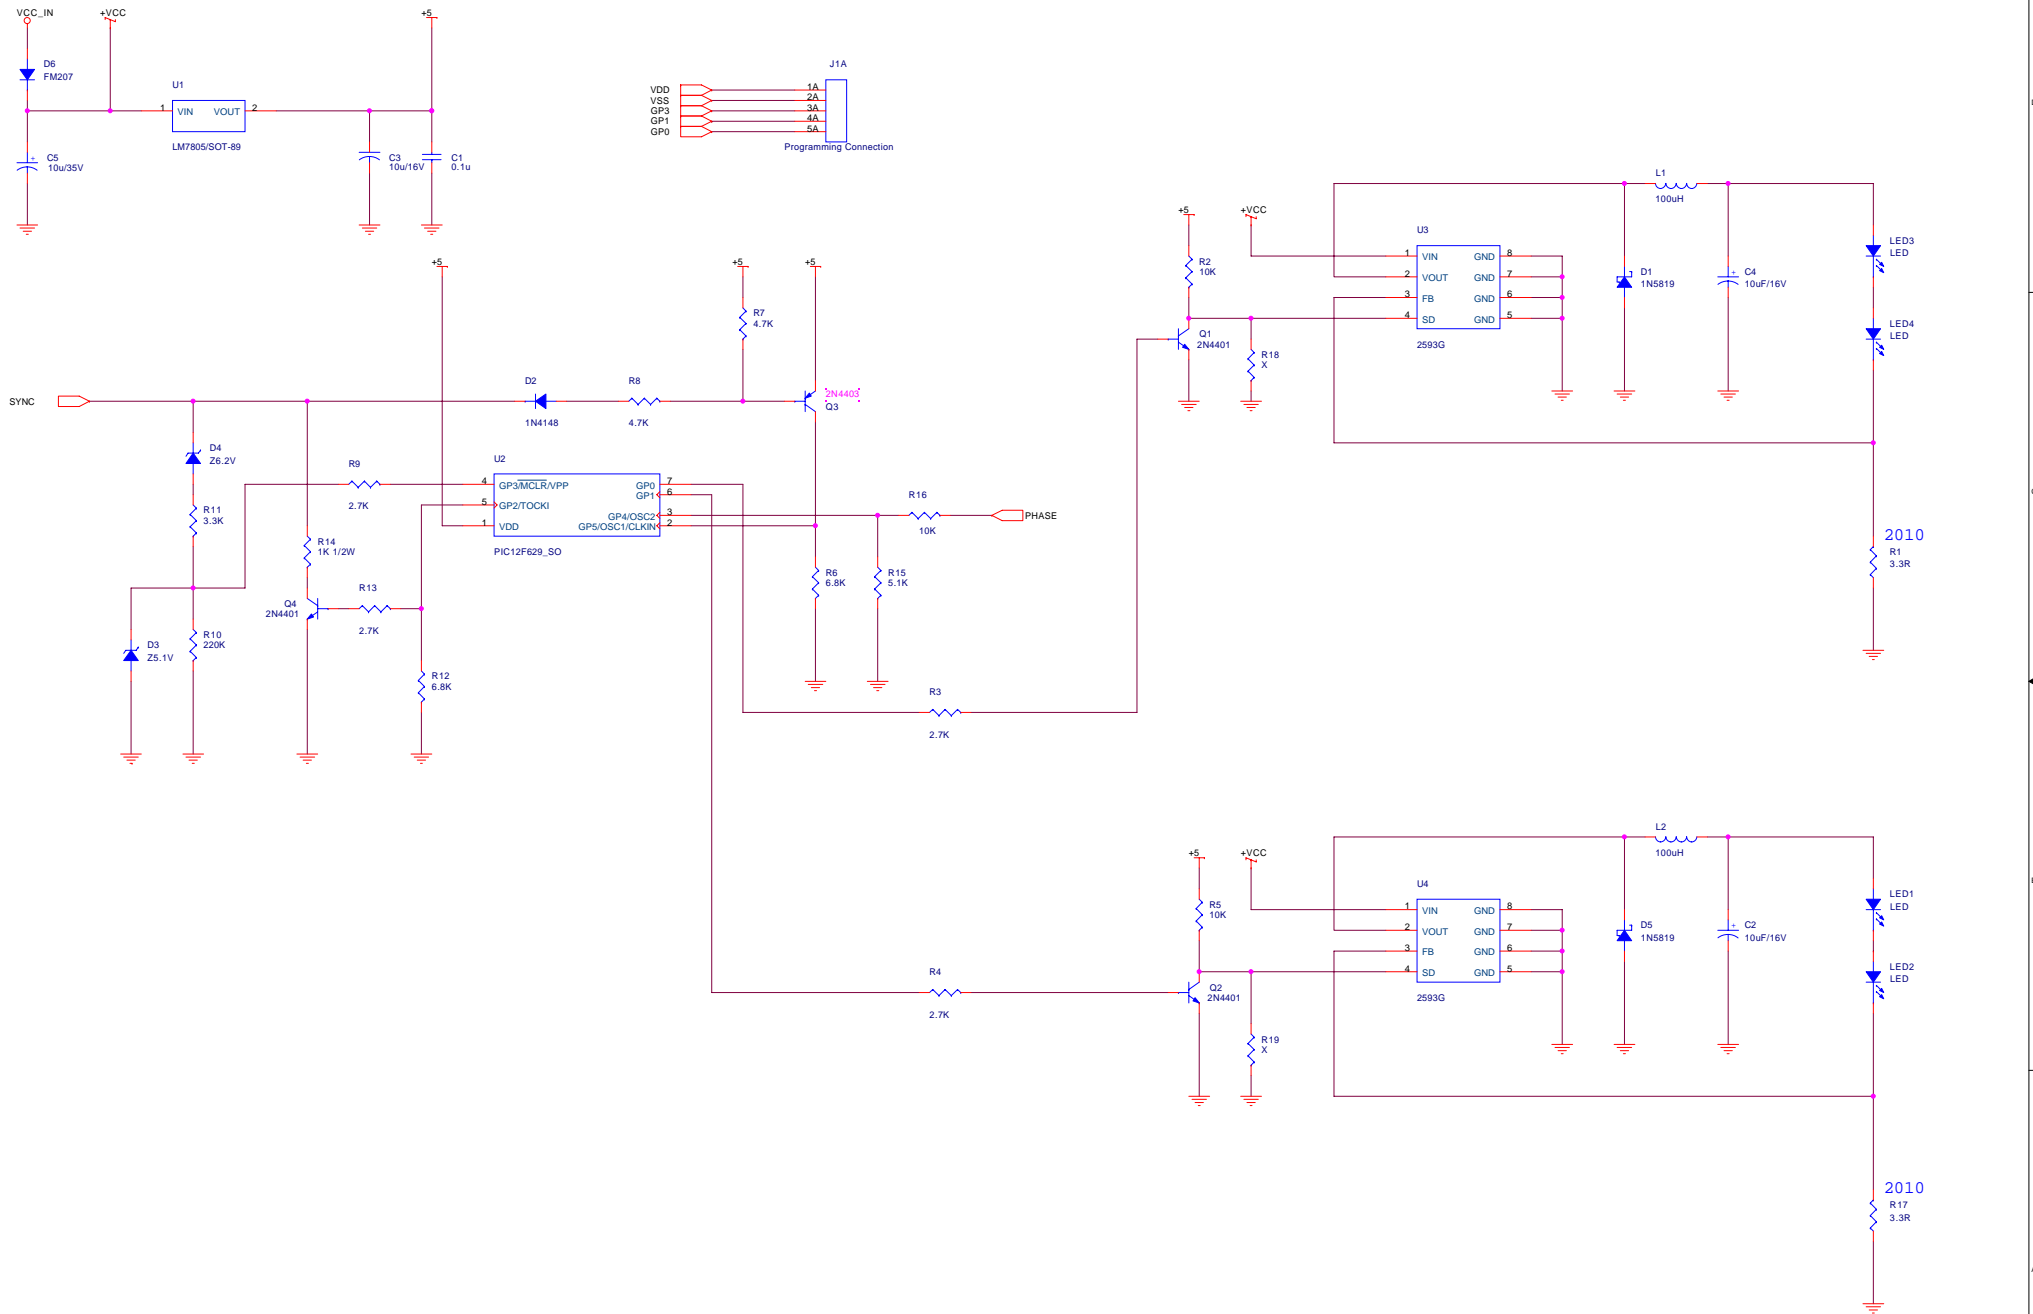 VCC_IN
+VCC
+5
D6
FM207
U1
1
VIN
VOUT
2
LM7805/SOT-89
C5
10u/35V
+
C3
10u/16V
C1
0.1u
J1A
VDD
VSS
GP3
GP1
GP0
1A
2A
3A
4A
5A
Programming Connection
+5
+5
+5
R7
4.7K
SYNC
D2
1N4148
R8
4.7K
2N4403
Q3
D4
Z6.2V
R11
3.3K
R9
2.7K
U2
4
GP3/MCLR/VPP
5
GP2/TOCKI
1
VDD
GP0
7
GP1
6
GP4/OSC2
3
GP5/OSC1/CLKIN
2
PIC12F629_SO
R16
10K
PHASE
R14
1K 1/2W
R13
2.7K
Q4
2N4401
D3
Z5.1V
R10
220K
R12
6.8K
R6
6.8K
R15
5.1K
R3
2.7K
R4
2.7K
+5
+VCC
R2
10K
Q1
2N4401
R18
X
U3
1
VIN
GND
8
2
VOUT
GND
7
3
FB
GND
6
4
SD
GND
5
2593G
L1
100uH
D1
1N5819
+
C4
10uF/16V
LED3
LED
LED4
LED
2010
R1
3.3R
+5
+VCC
R5
10K
Q2
2N4401
R19
X
U4
1
VIN
GND
8
2
VOUT
GND
7
3
FB
GND
6
4
SD
GND
5
2593G
L2
100uH
D5
1N5819
+
C2
10uF/16V
LED1
LED
LED2
LED
2010
R17
3.3R